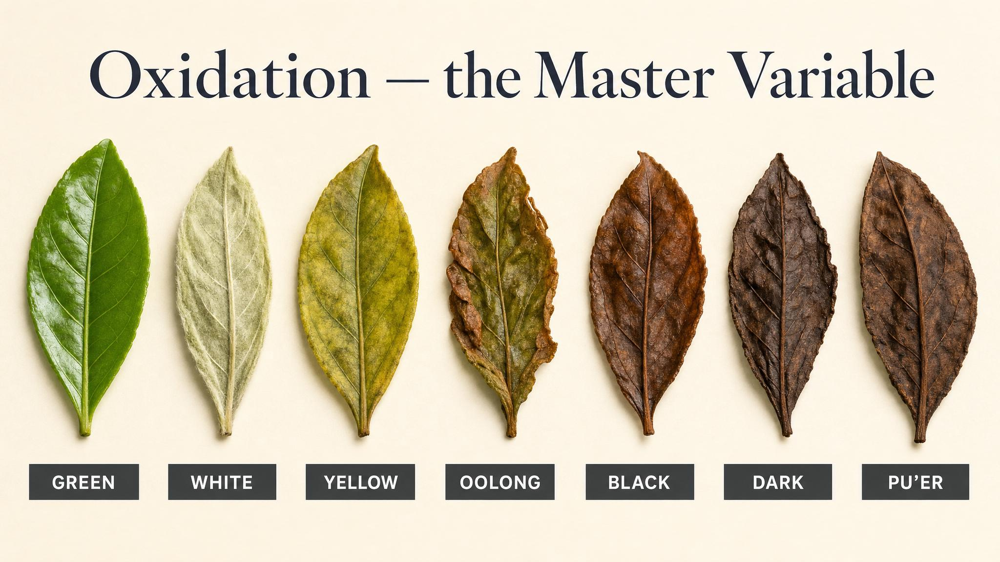 Oxidation — the Master Variable
GREEN
WHITE
YELLOW
OOLONG
BLACK
DARK
PU’ER